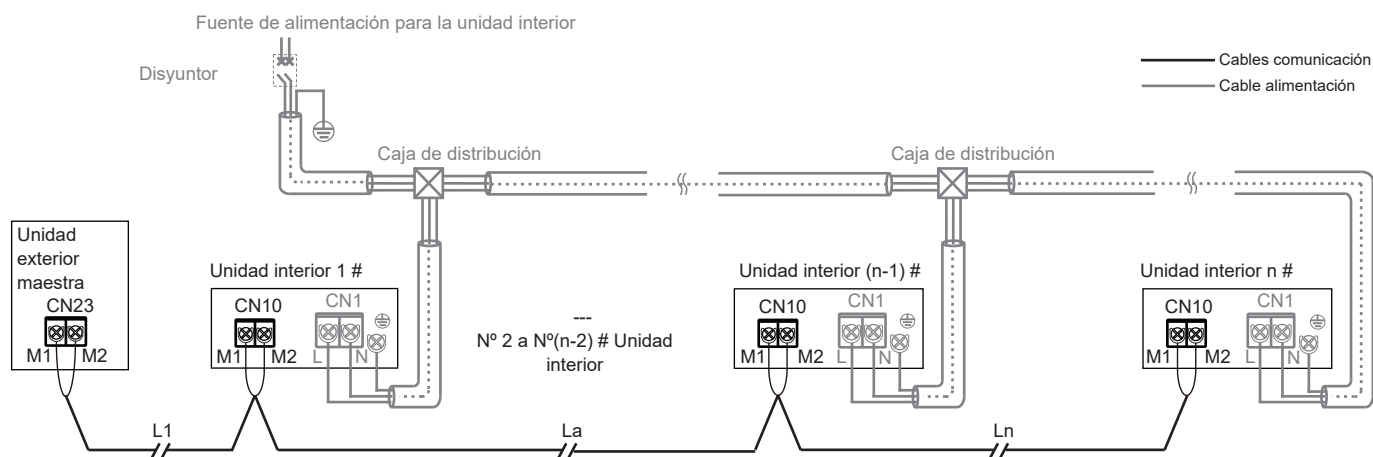 Fuente de alimentación para la unidad interior
Disyuntor
Cables comunicación
Cable alimentación
Caja de distribución
Caja de distribución
Unidad
exterior
maestra
CN23
M1 M2
Unidad interior 1 #
CN10 CN1
M1 M2 L N
---
Nº 2 a Nº(n-2) # Unidad
interior
Unidad interior (n-1) #
CN10 CN1
M1 M2 L N
Unidad interior n #
CN10 CN1
M1 M2 L N
L1
La
Ln